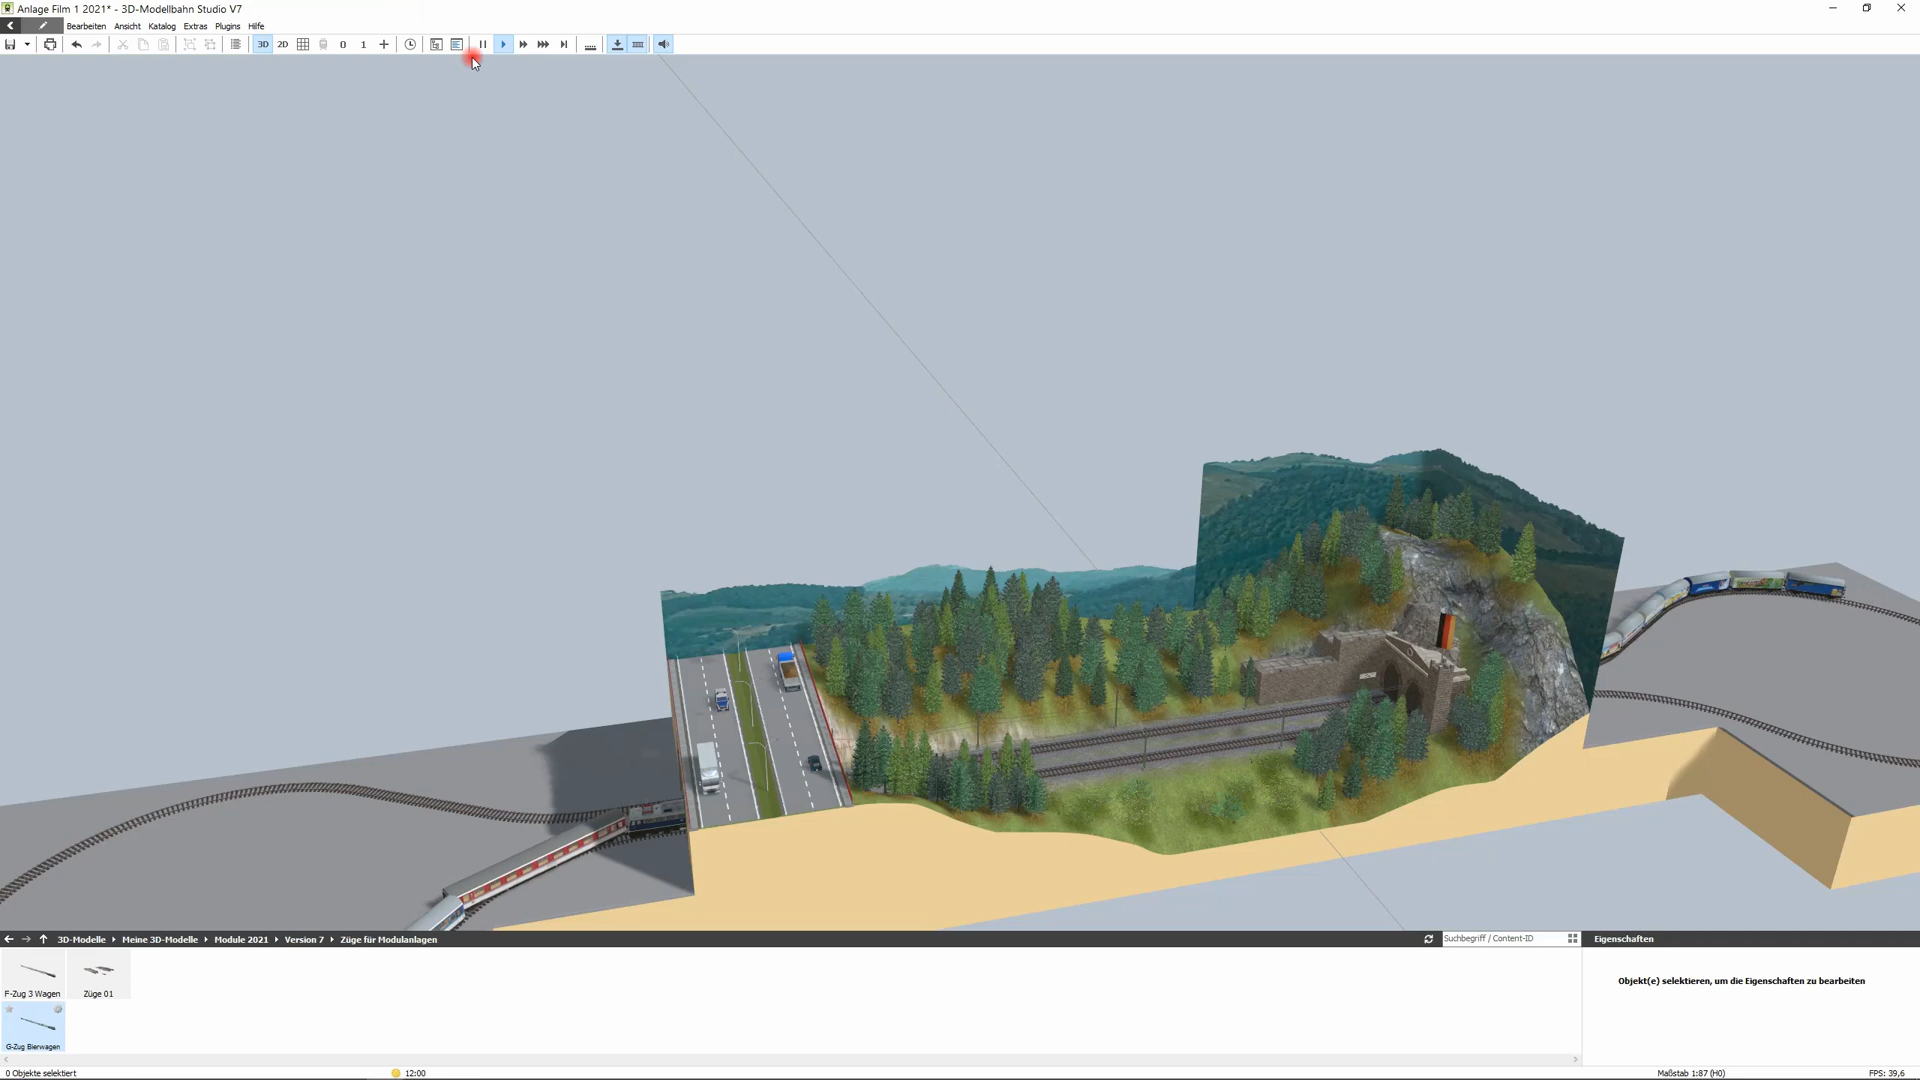 Anlage Film 1 2021* - 3D-Modellbahn Studio V7
Bearbeiten Ansicht Katalog Extras Plugins Hilfe
3D 2D 0 1
3D-Modelle Meine 3D-Modelle Module 2021 Version 7 Züge für Modulanlagen
Suchbegriff / Content-ID
Eigenschaften
F-Zug 3 Wagen Züge 01
G-Zug Bierwagen
Objekt(e) selektieren, um die Eigenschaften zu bearbeiten
0 Objekte selektiert
12:00
Maßstab 1:87 (H0)
FPS: 39,6